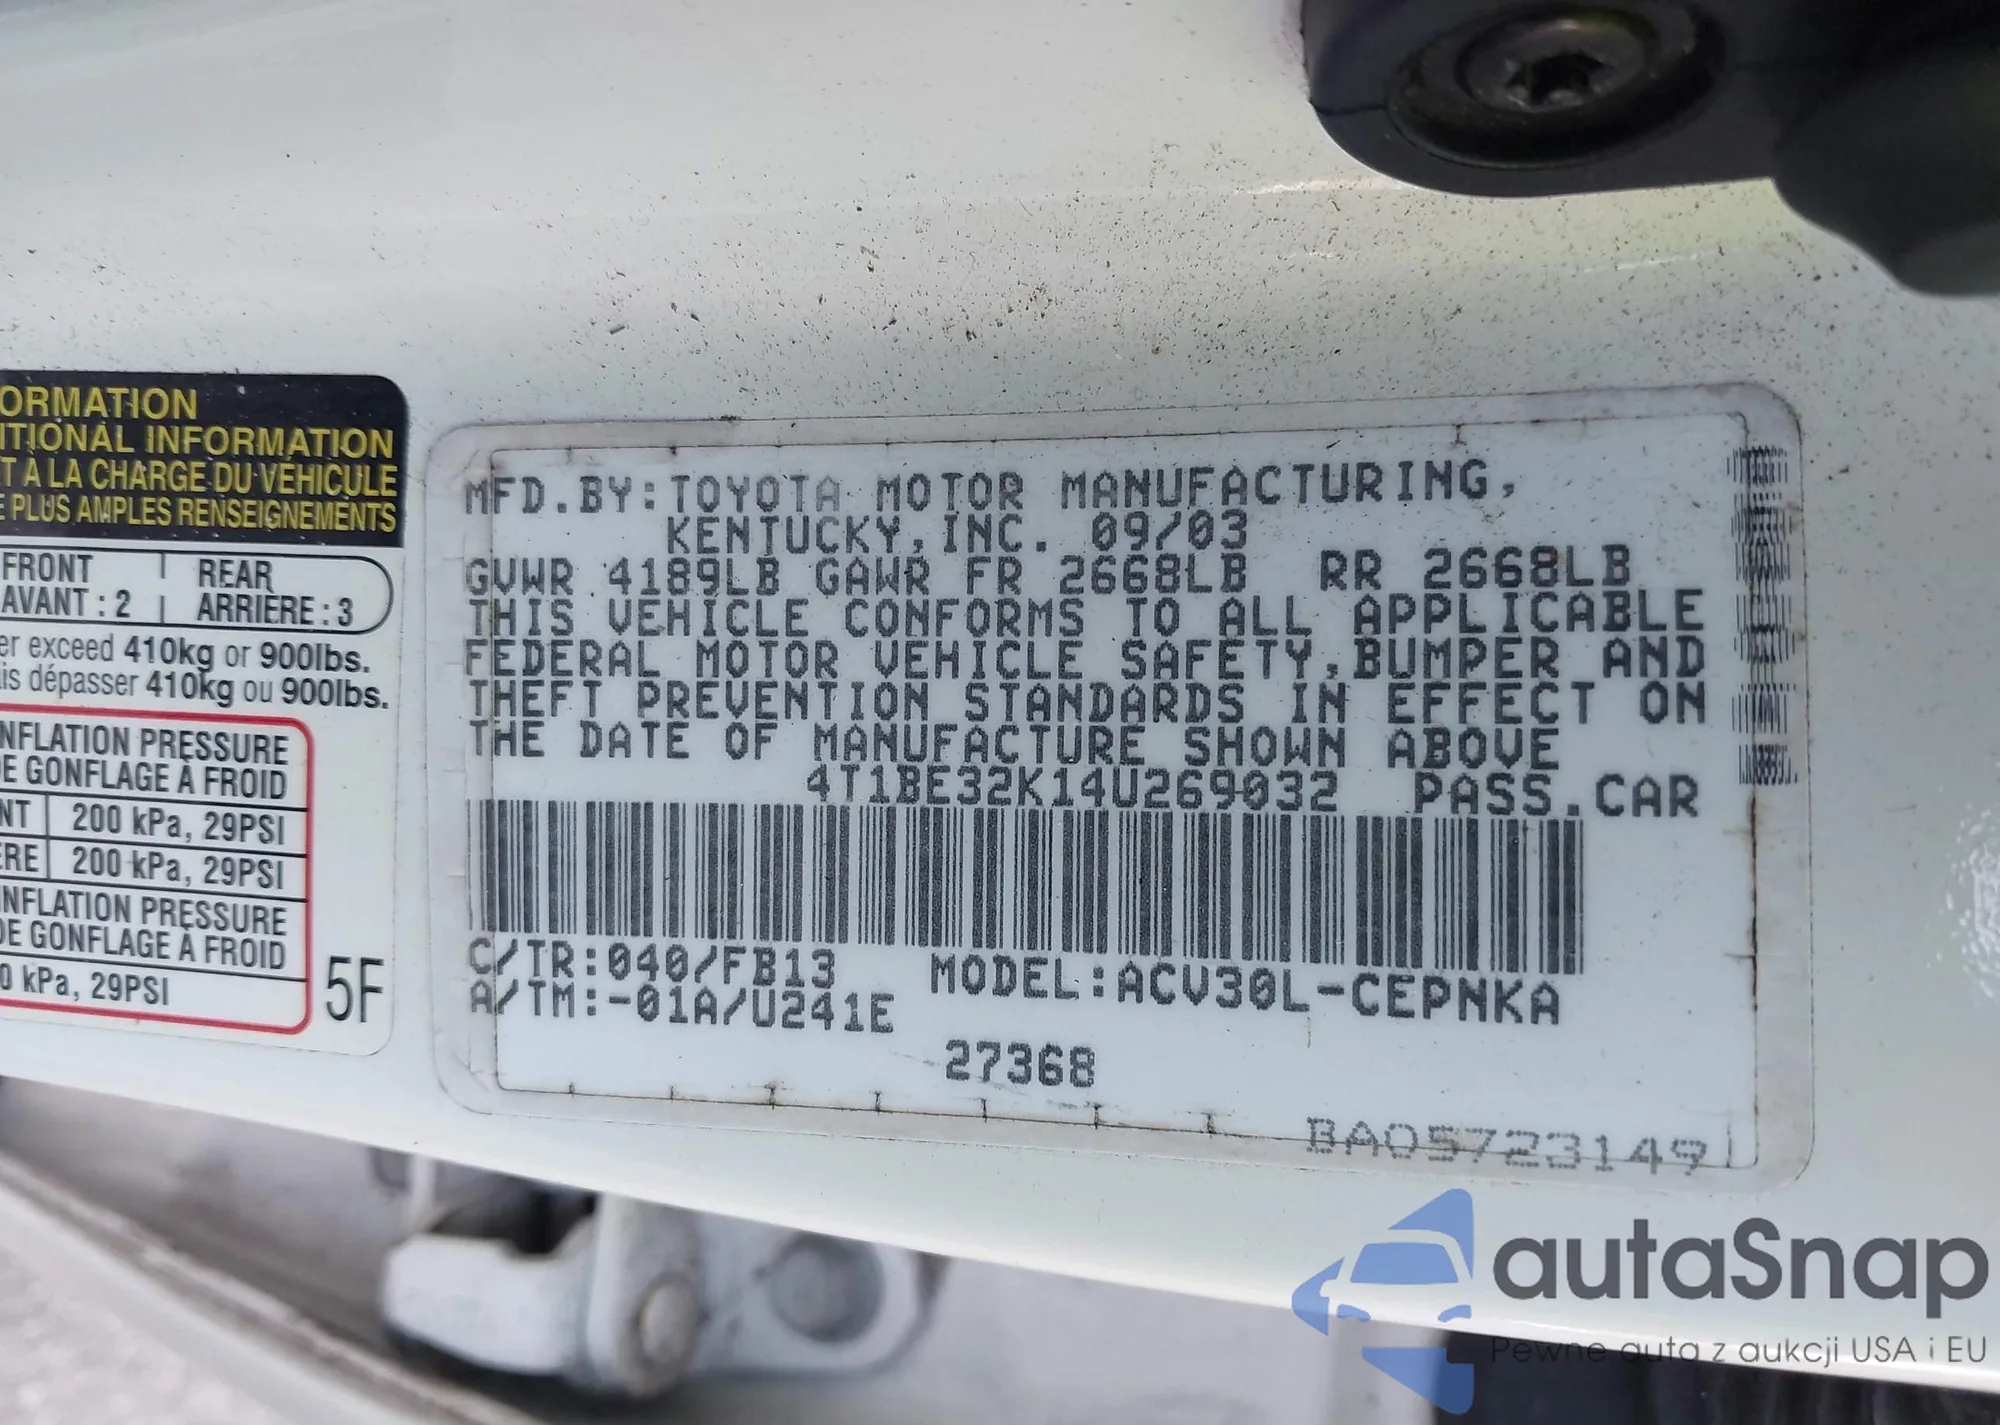 ORMATION
ITIONAL INFORMATION
T À LA CHARGE DU VÉHICULE
E PLUS AMPLES RENSEIGNEMENTS
FRONT
AVANT : 2
REAR
ARRIÈRE : 3
er exceed 410kg or 900lbs.
is dépasser 410kg ou 900lbs.
NFLATION PRESSURE
DE GONFLAGE À FROID
NT 200 kPa, 29PSI
ERE 200 kPa, 29PSI
INFLATION PRESSURE
DE GONFLAGE À FROID
0 kPa, 29PSI
5F
MFD.BY:TOYOTA MOTOR MANUFACTURING,
KENTUCKY,INC. 09/03
GVWR 4189LB GAWR FR 2668LB RR 2668LB
THIS VEHICLE CONFORMS TO ALL APPLICABLE
FEDERAL MOTOR VEHICLE SAFETY,BUMPER AND
THEFT PREVENTION STANDARDS IN EFFECT ON
THE DATE OF MANUFACTURE SHOWN ABOVE
4T1BE32K14U269032 PASS.CAR
C/TR:040/FB13 MODEL:ACV30L-CEPNKA
A/TM:-01A/U241E
27368
BA05723149
autaSnap
Pewne auta z aukcji USA i EU